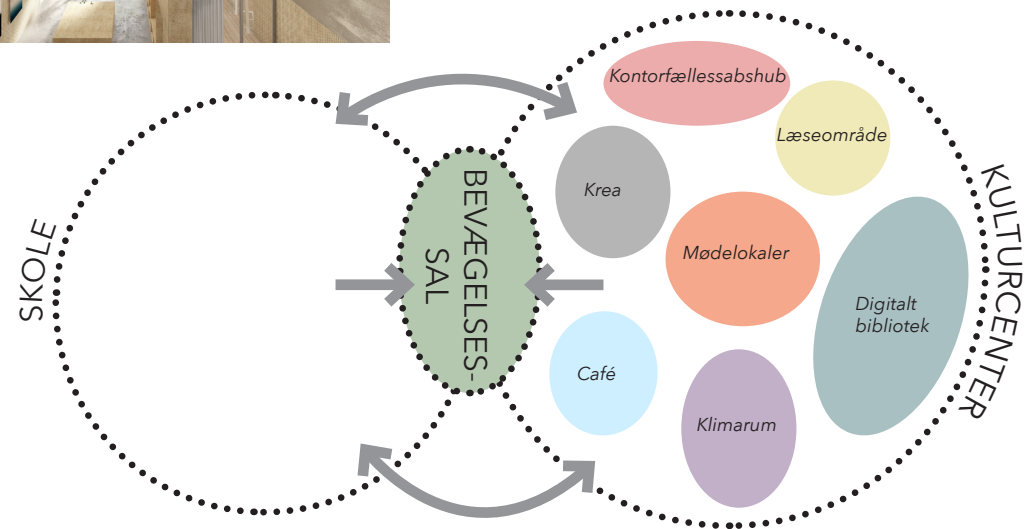 SKOLE
BEVÆGELSES-
SAL
Kontorfællessabshub
Læseområde
Krea
Mødelokaler
Digitalt
bibliotek
Café
Klimarum
KULTURCENTER